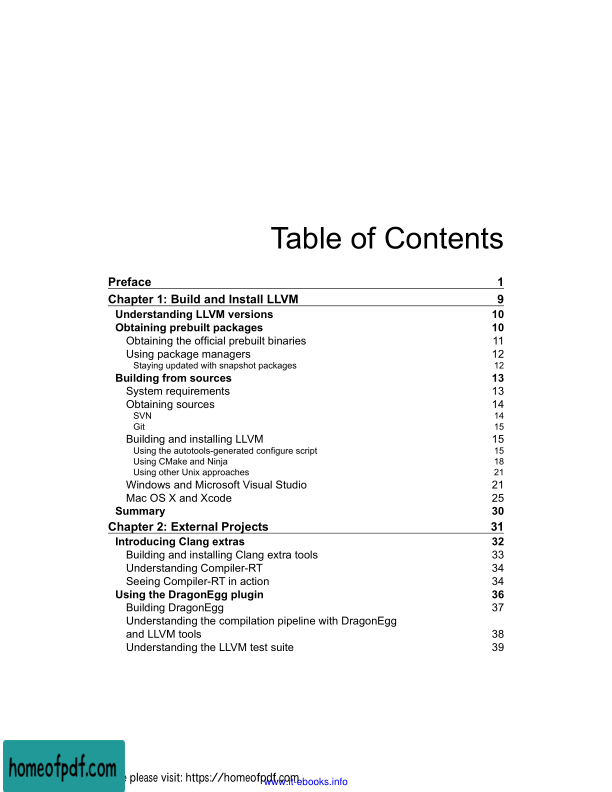 Table of Contents
Preface 1
Chapter 1: Build and Install LLVM 9
Understanding LLVM versions 10
Obtaining prebuilt packages 10
Obtaining the official prebuilt binaries 11
Using package managers 12
Staying updated with snapshot packages 12
Building from sources 13
System requirements 13
Obtaining sources 14
SVN 14
Git 15
Building and installing LLVM 15
Using the autotools-generated configure script 15
Using CMake and Ninja 18
Using other Unix approaches 21
Windows and Microsoft Visual Studio 21
Mac OS X and Xcode 25
Summary 30
Chapter 2: External Projects 31
Introducing Clang extras 32
Building and installing Clang extra tools 33
Understanding Compiler-RT 34
Seeing Compiler-RT in action 34
Using the DragonEgg plugin 36
Building DragonEgg 37
Understanding the compilation pipeline with DragonEgg
and LLVM tools 38
Understanding the LLVM test suite 39
homeofpdf.com
please visit: https://homeofpdf.com
www.it-ebooks.info